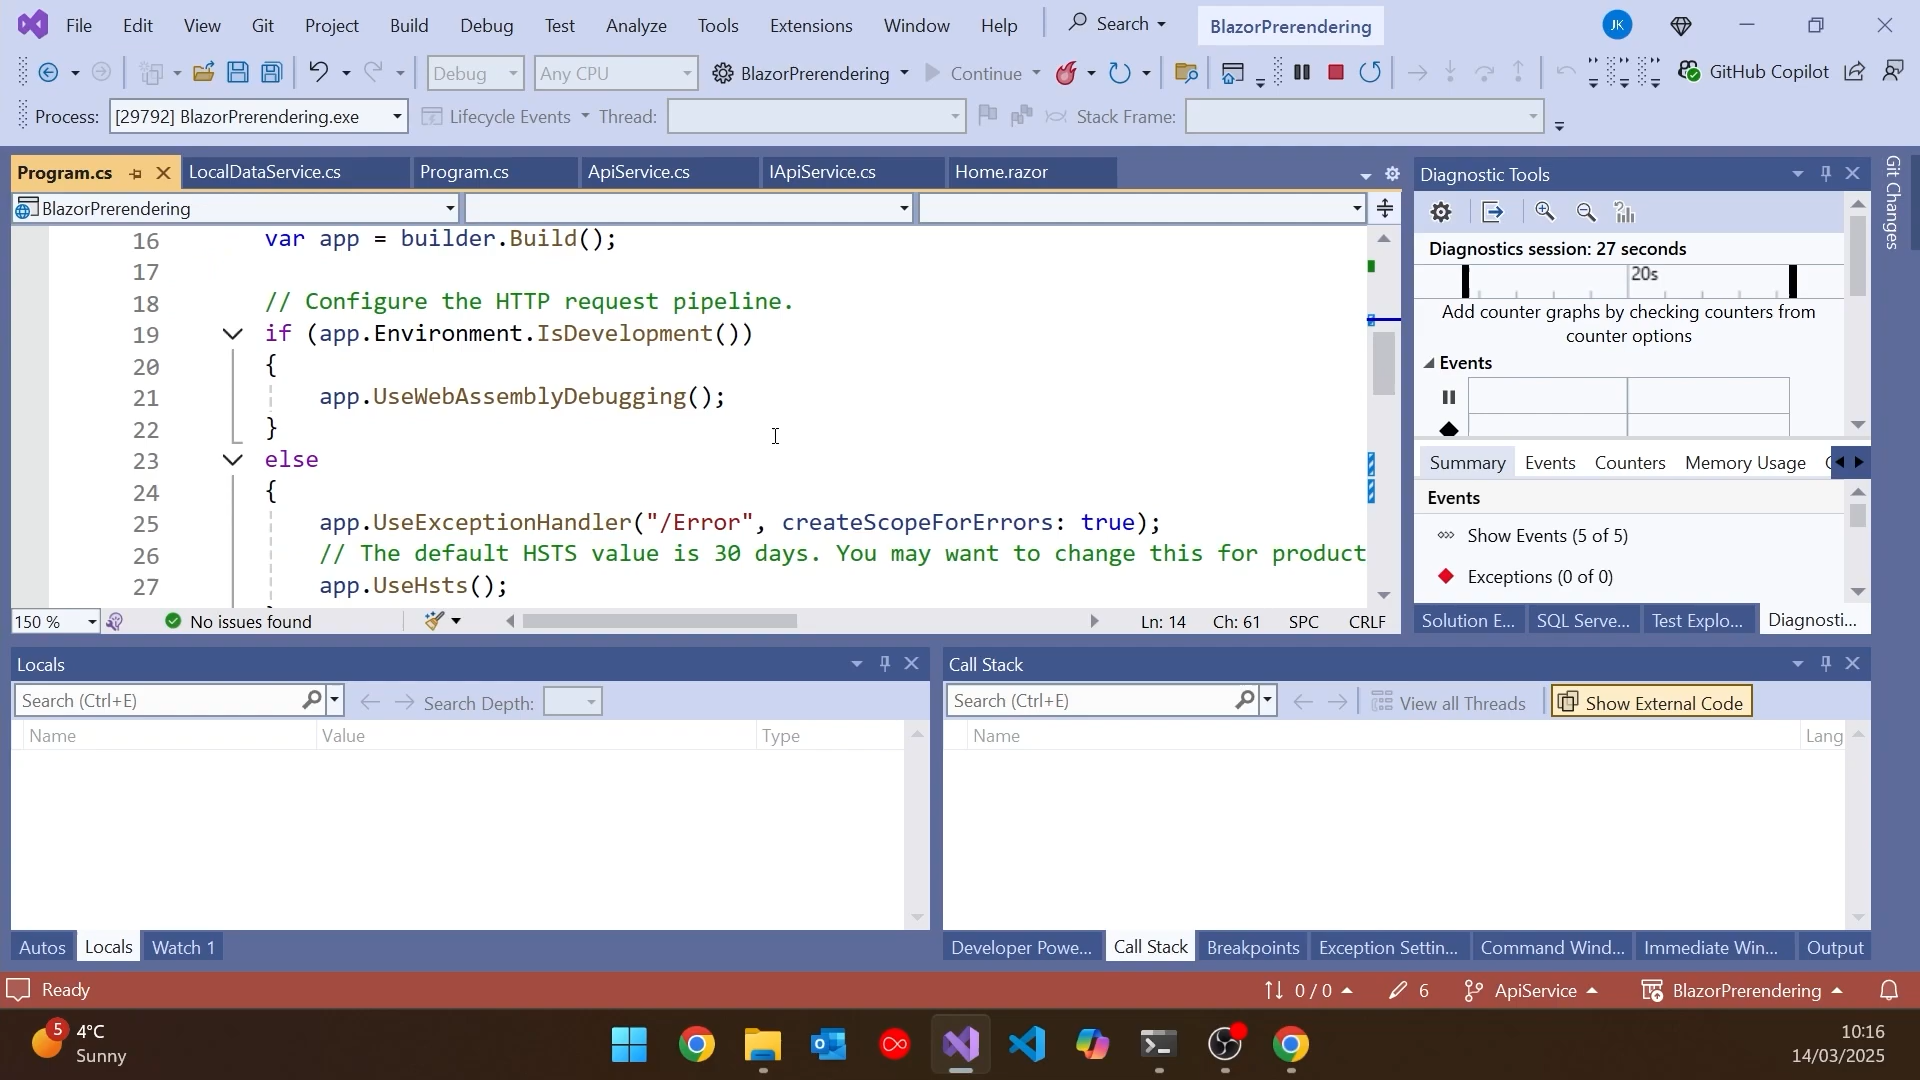 File Edit View Git Project Build Debug Test Analyze Tools Extensions Window Help Search BlazorPrerendering JK
Debug Any CPU BlazorPrerendering Continue GitHub Copilot
Process: [29792] BlazorPrerendering.exe Lifecycle Events Thread: Stack Frame:
Program.cs LocalDataService.cs Program.cs ApiService.cs IApiService.cs Home.razor
BlazorPrerendering
16 var app = builder.Build();
17
18 // Configure the HTTP request pipeline.
19 if (app.Environment.IsDevelopment())
20 {
21 app.UseWebAssemblyDebugging();
22 }
23 else
24 {
25 app.UseExceptionHandler("/Error", createScopeForErrors: true);
26 // The default HSTS value is 30 days. You may want to change this for product
27 app.UseHsts();
150 % No issues found Ln: 14 Ch: 61 SPC CRLF
Diagnostic Tools
Diagnostics session: 27 seconds
20s
Add counter graphs by checking counters from
counter options
Events
Summary Events Counters Memory Usage
Events
Show Events (5 of 5)
Exceptions (0 of 0)
Solution E... SQL Serve... Test Explo... Diagnosti...
Git Changes
Locals
Search (Ctrl+E) Search Depth:
Name Value Type
Autos Locals Watch 1
Call Stack
Search (Ctrl+E) View all Threads Show External Code
Name Lang
Developer Powe... Call Stack Breakpoints Exception Settin... Command Wind... Immediate Win... Output
Ready 0 / 0 6 ApiService BlazorPrerendering
5 4°C
Sunny
10:16
14/03/2025